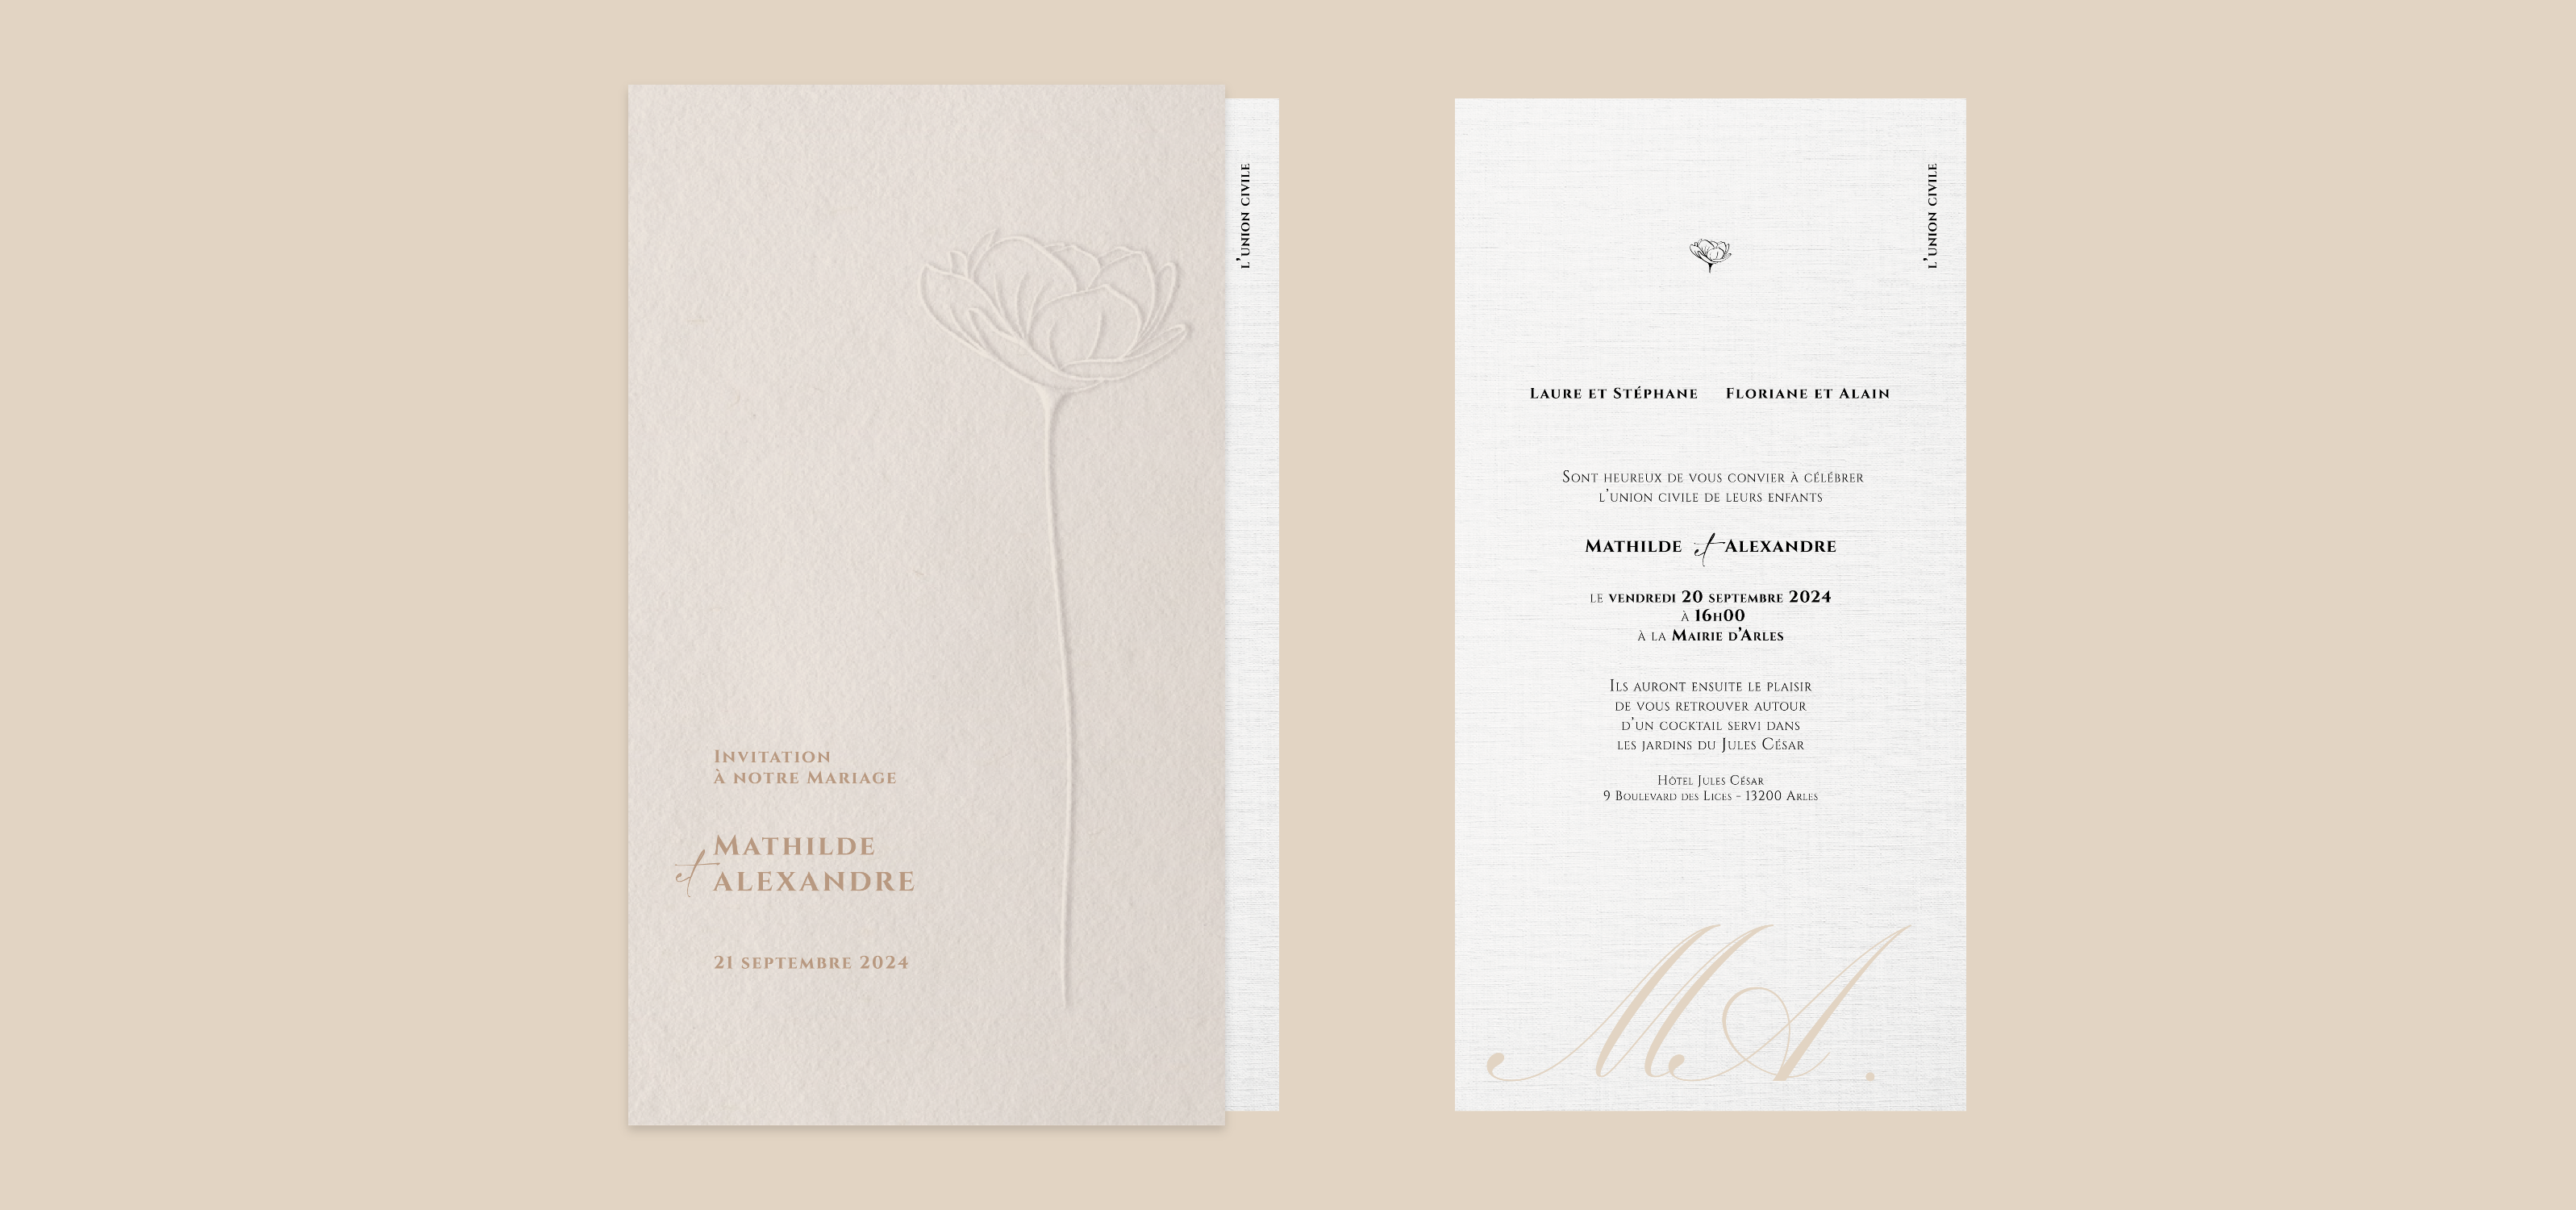 Invitation
à notre Mariage
Mathilde
et Alexandre
21 septembre 2024
l'union civile
l'union civile
Laure et Stéphane Floriane et Alain
Sont heureux de vous convier à célébrer
l'union civile de leurs enfants
Mathilde et Alexandre
le vendredi 20 septembre 2024
à 16h00
à la Mairie d'Arles
Ils auront ensuite le plaisir
de vous retrouver autour
d'un cocktail servi dans
les jardins du Jules César
Hôtel Jules César
9 Boulevard des Lices - 13200 Arles
MA.